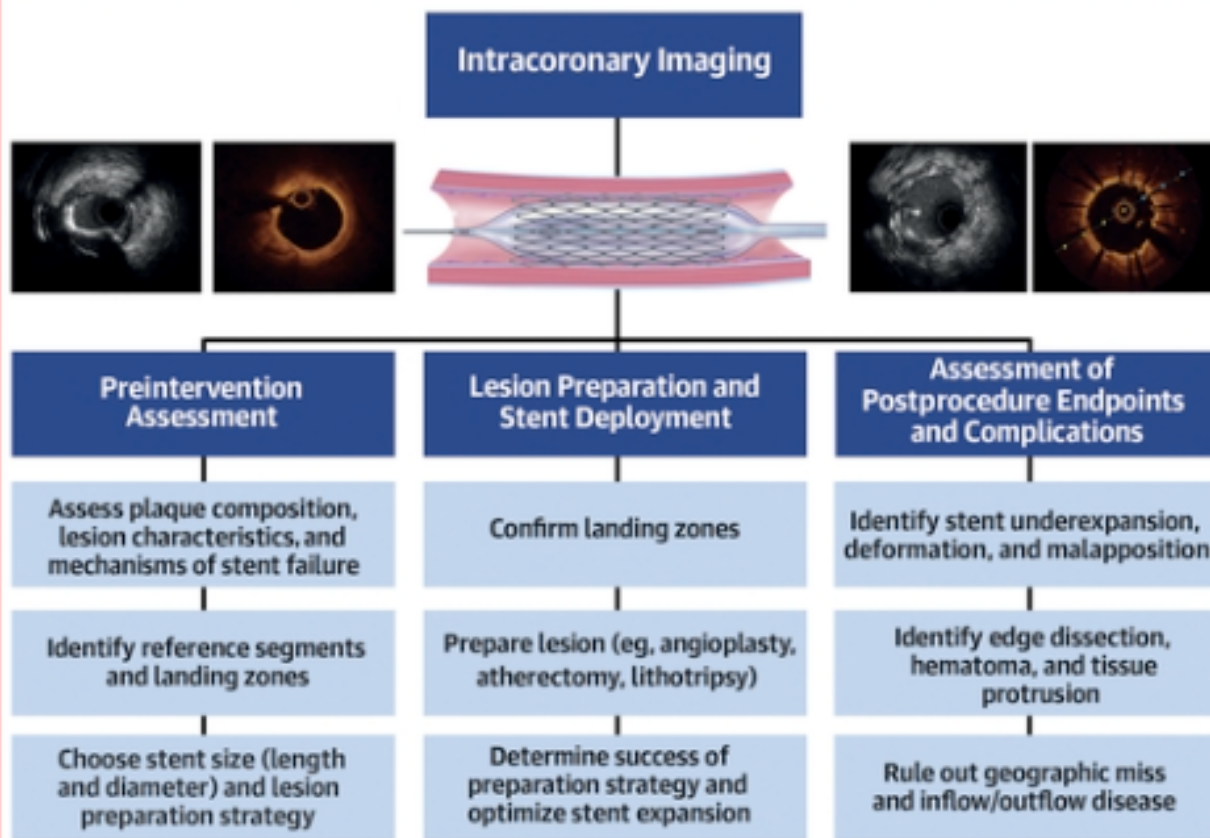 Intracoronary Imaging
Preintervention
Assessment
Assess plaque composition,
lesion characteristics, and
mechanisms of stent failure
Identify reference segments
and landing zones
Choose stent size (length
and diameter) and lesion
preparation strategy
Lesion Preparation and
Stent Deployment
Confirm landing zones
Prepare lesion (eg, angioplasty,
atherectomy, lithotripsy)
Determine success of
preparation strategy and
optimize stent expansion
Assessment of
Postprocedure Endpoints
and Complications
Identify stent underexpansion,
deformation, and malapposition
Identify edge dissection,
hematoma, and tissue
protrusion
Rule out geographic miss
and inflow/outflow disease